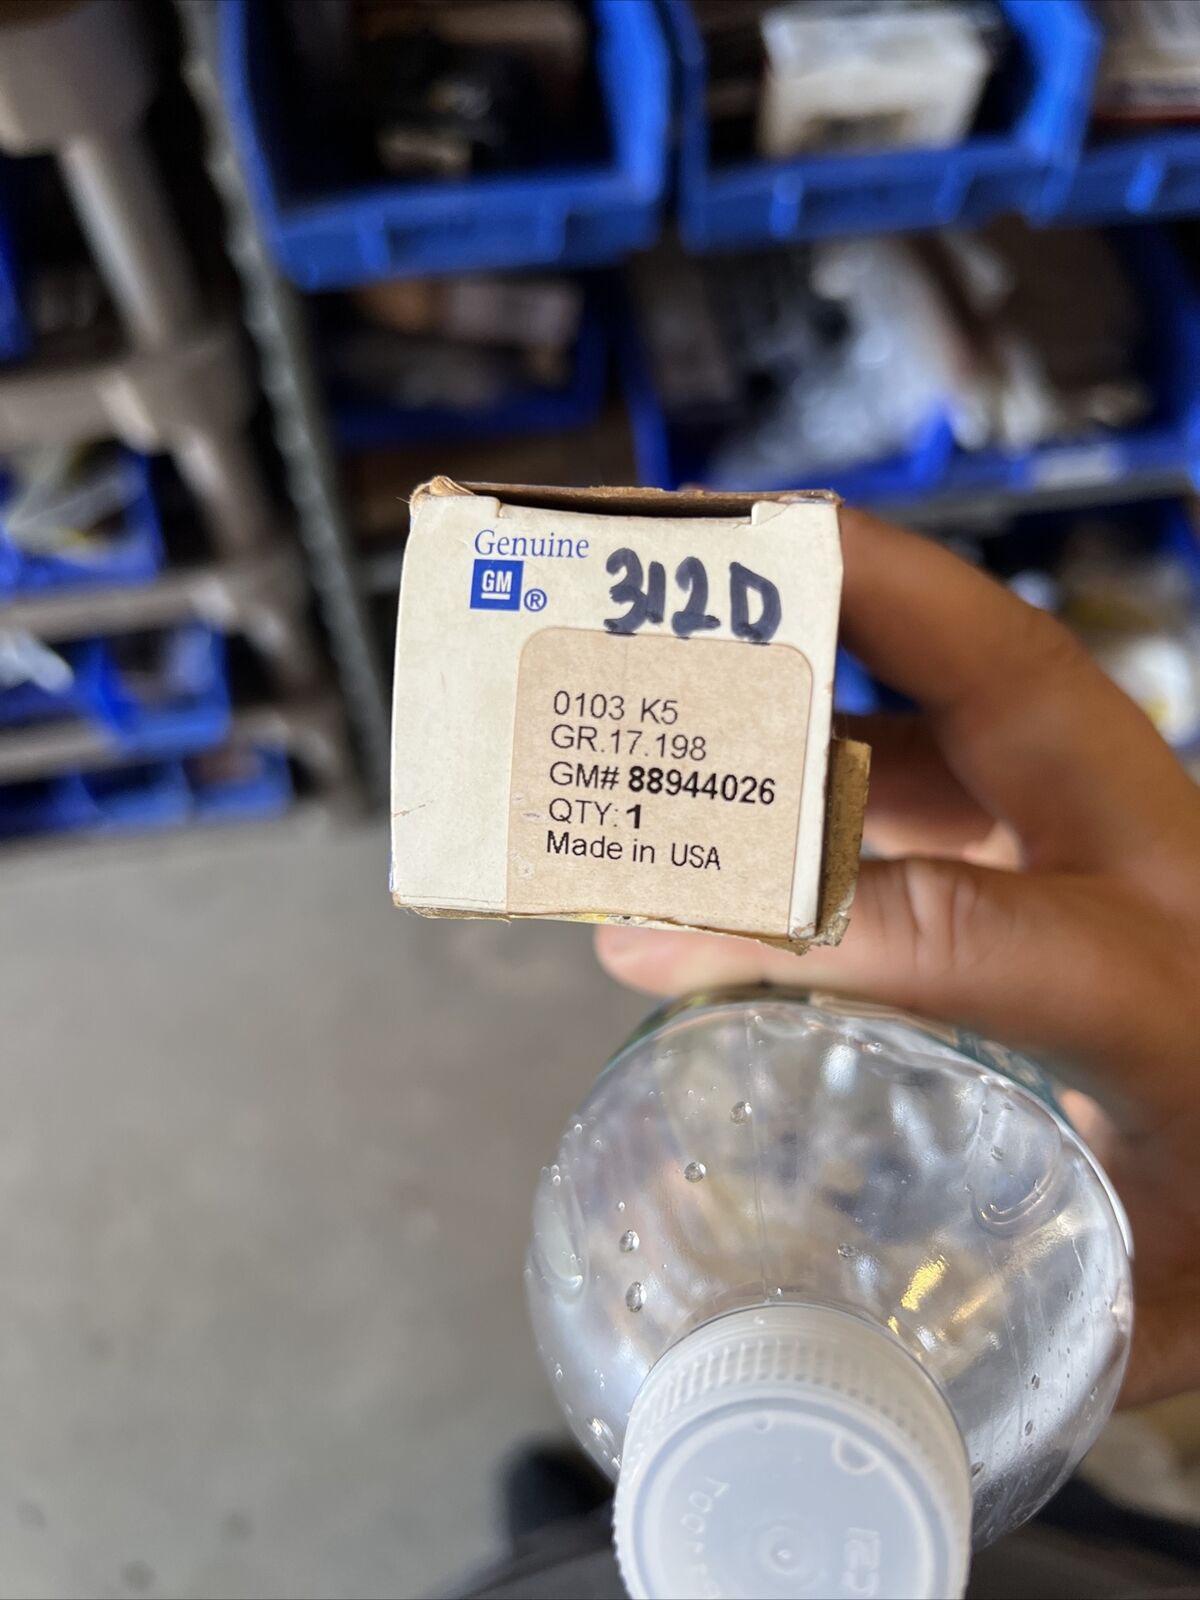 Genuine
GM ®
312D
0103 K5
GR.17.198
GM# 88944026
QTY: 1
Made in USA